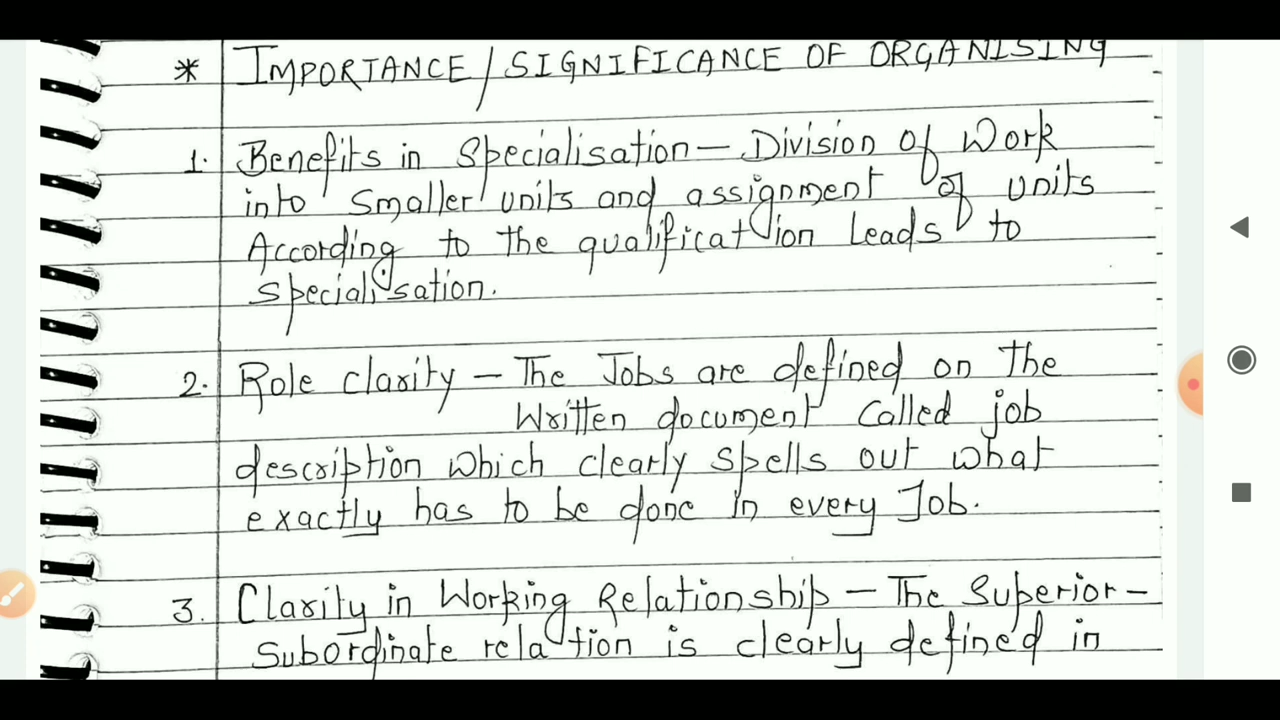 * IMPORTANCE/SIGNIFICANCE OF ORGANISING
1. Benefits in Specialisation - Division of Work
into Smaller units and assignment of units
According to the qualification leads to
specialisation.
2. Role clarity - The Jobs are defined on the
Written document called job
description which clearly spells out what
exactly has to be done in every Job.
3. Clarity in Working Relationship - The Superior-
Subordinate relation is clearly defined in